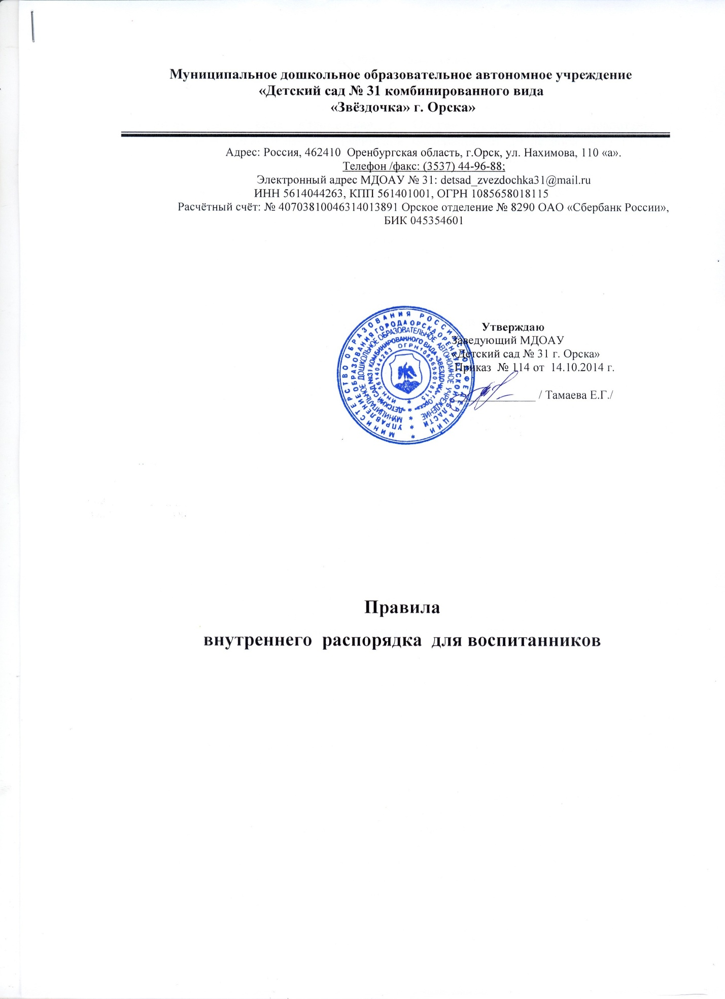 Муниципальное дошкольное образовательное автономное учреждение
«Детский сад № 31 комбинированного вида
«Звёздочка» г. Орска»
Адрес: Россия, 462410 Оренбургская область, г.Орск, ул. Нахимова, 110 «а».
Телефон /факс: (3537) 44-96-88;
Электронный адрес МДОАУ № 31: detsad_zvezdochka31@mail.ru
ИНН 5614044263, КПП 561401001, ОГРН 1085658018115
Расчётный счёт: № 40703810046314013891 Орское отделение № 8290 ОАО «Сбербанк России»,
БИК 045354601
Утверждаю
Заведующий МДОАУ
«Детский сад № 31 г. Орска»
Приказ № 114 от 14.10.2014 г.
/ Тамаева Е.Г./
МИНИСТЕРСТВО ОБРАЗОВАНИЯ РОССИЙСКОЙ ФЕДЕРАЦИИ
УПРАВЛЕНИЕ ОБРАЗОВАНИЯ ГОРОДА ОРСКА ОРЕНБУРГСКОЙ ОБЛАСТИ
МУНИЦИПАЛЬНОЕ ДОШКОЛЬНОЕ ОБРАЗОВАТЕЛЬНОЕ АВТОНОМНОЕ УЧРЕЖДЕНИЕ
«ДЕТСКИЙ САД №31 КОМБИНИРОВАННОГО ВИДА «ЗВЕЗДОЧКА» г. Орска»
ИНН 5614044263 ОГРН 1085658018115
Правила
внутреннего распорядка для воспитанников